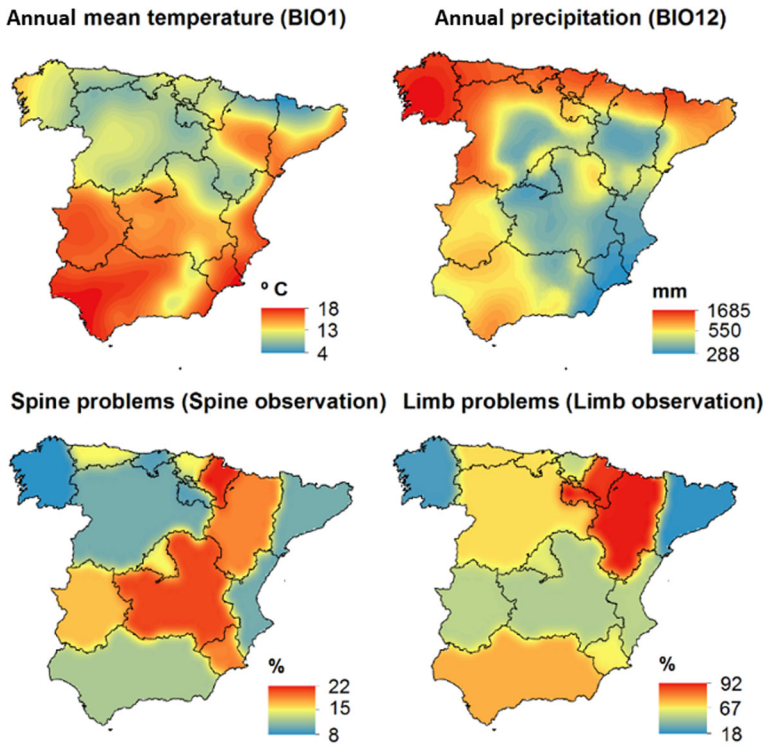 Annual mean temperature (BIO1)
Annual precipitation (BIO12)
º C
18
13
4
mm
1685
550
288
Spine problems (Spine observation)
Limb problems (Limb observation)
%
22
15
8
%
92
67
18